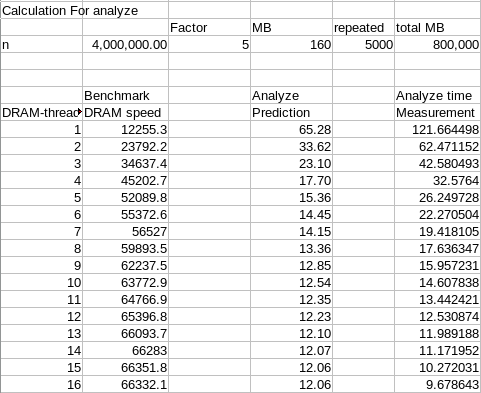 Calculation For analyze
Factor MB repeated total MB
n 4,000,000.00 5 160 5000 800,000
Benchmark Analyze Analyze time
DRAM-thread DRAM speed Prediction Measurement
1 12255.3 65.28 121.664498
2 23792.2 33.62 62.471152
3 34637.4 23.10 42.580493
4 45202.7 17.70 32.5764
5 52089.8 15.36 26.249728
6 55372.6 14.45 22.270504
7 56527 14.15 19.418105
8 59893.5 13.36 17.636347
9 62237.5 12.85 15.957231
10 63772.9 12.54 14.607838
11 64766.9 12.35 13.442421
12 65396.8 12.23 12.530874
13 66093.7 12.10 11.989188
14 66283 12.07 11.171952
15 66351.8 12.06 10.272031
16 66332.1 12.06 9.678643